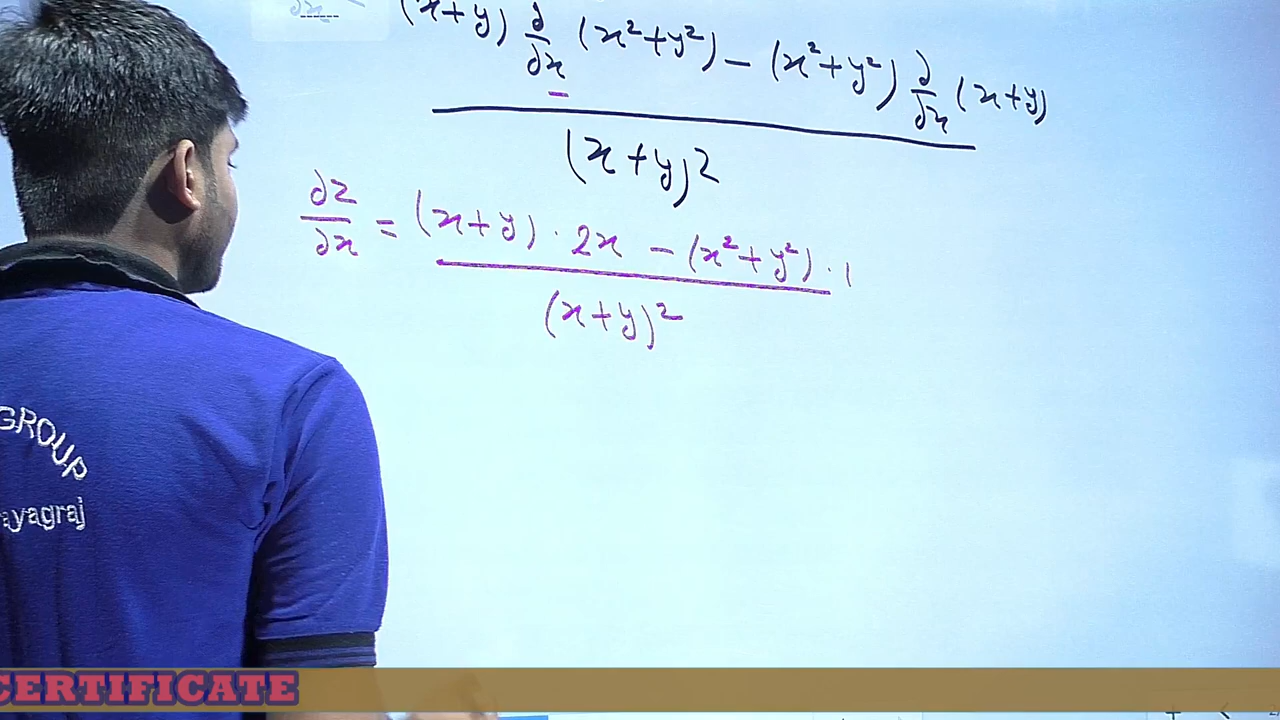 (x+y) ∂/∂x (x²+y²) – (x²+y²) ∂/∂x (x+y)
(x+y)²
∂z/∂x = (x+y) · 2x – (x²+y²) · 1
(x+y)²
GROUP
ayagraj
CERTIFICATE